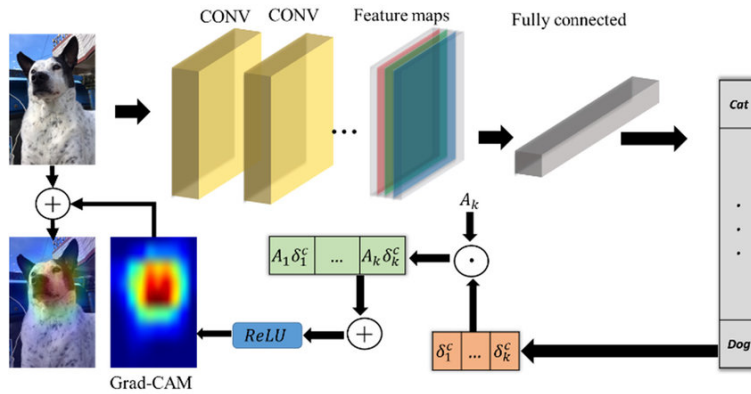 CONV CONV Feature maps Fully connected
Cat
.
.
.
Dog
...
A_k
+
·
A_1δ_1^c ... A_kδ_k^c
ReLU
+
δ_1^c ... δ_k^c
Grad-CAM